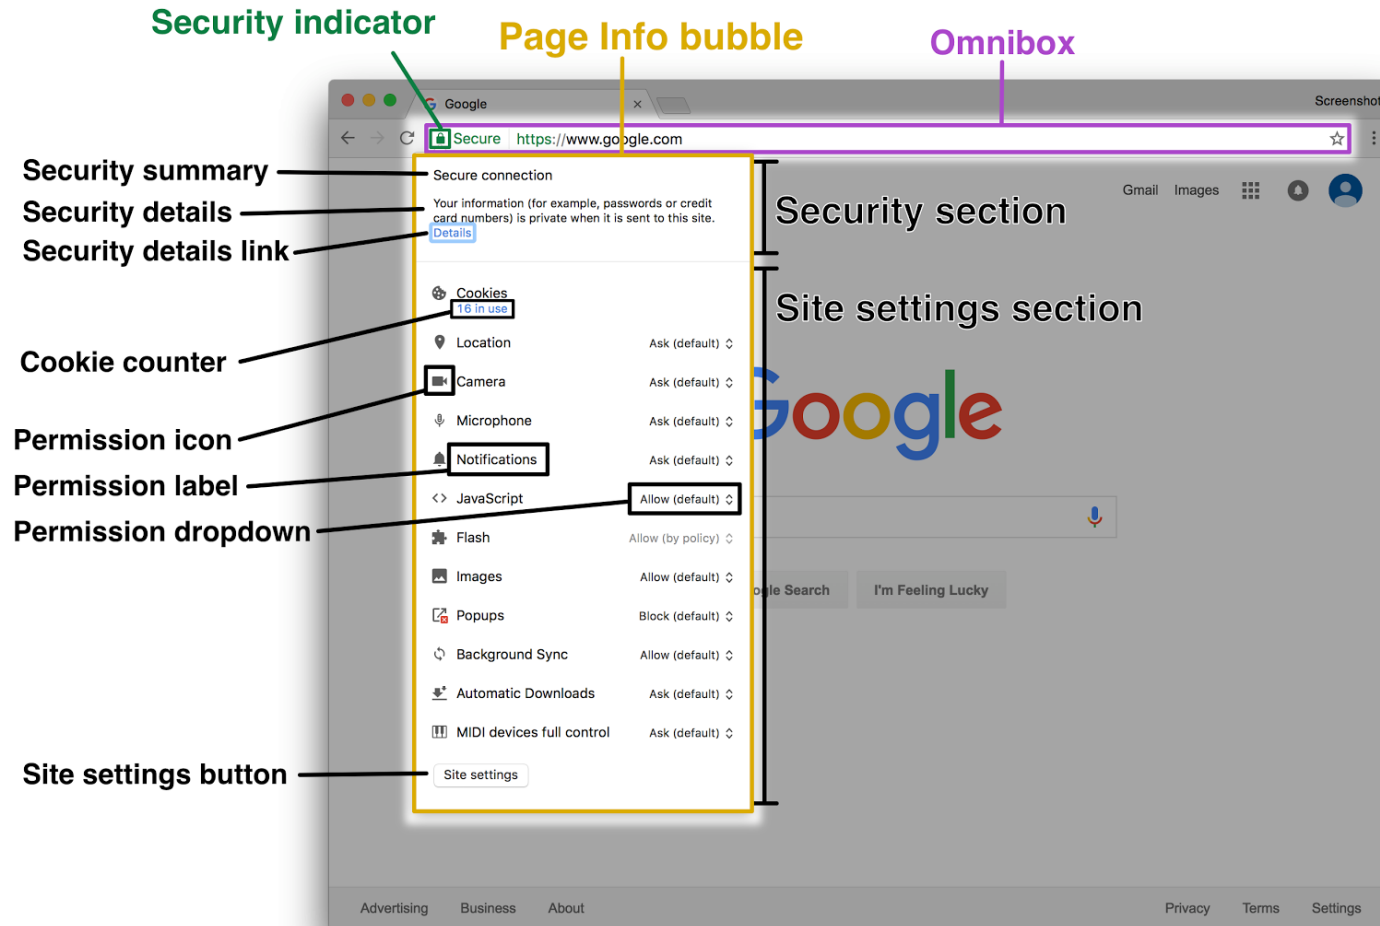 Security indicator
Page Info bubble
Omnibox
Google
Screenshot
Secure
https://www.google.com
Security summary
Secure connection
Security details
Your information (for example, passwords or credit
card numbers) is private when it is sent to this site.
Security details link
Details
Security section
Gmail
Images
Cookies
16 in use
Site settings section
Cookie counter
Location
Ask (default)
Camera
Ask (default)
Google
Permission icon
Microphone
Ask (default)
Notifications
Ask (default)
Permission label
JavaScript
Allow (default)
Permission dropdown
Flash
Allow (by policy)
Images
Allow (default)
ogle Search
I'm Feeling Lucky
Popups
Block (default)
Background Sync
Allow (default)
Automatic Downloads
Ask (default)
MIDI devices full control
Ask (default)
Site settings button
Site settings
Advertising
Business
About
Privacy
Terms
Settings